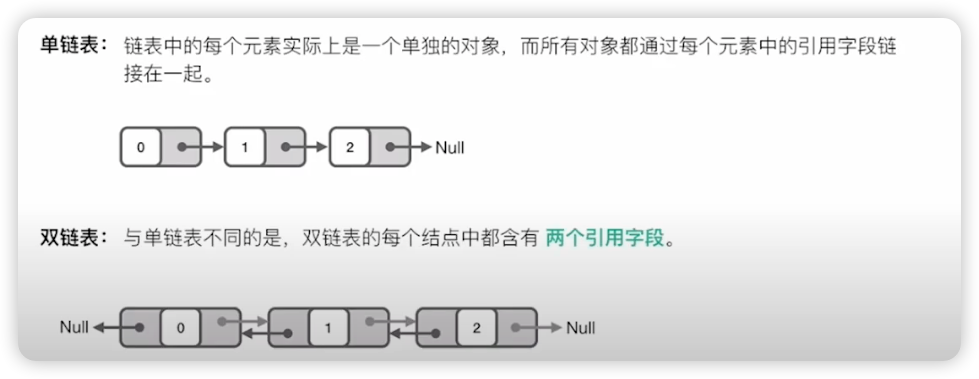 单链表： 链表中的每个元素实际上是一个单独的对象，而所有对象都通过每个元素中的引用字段链
接在一起。
0 1 2 Null
双链表： 与单链表不同的是，双链表的每个结点中都含有 两个引用字段。
Null 0 1 2 Null